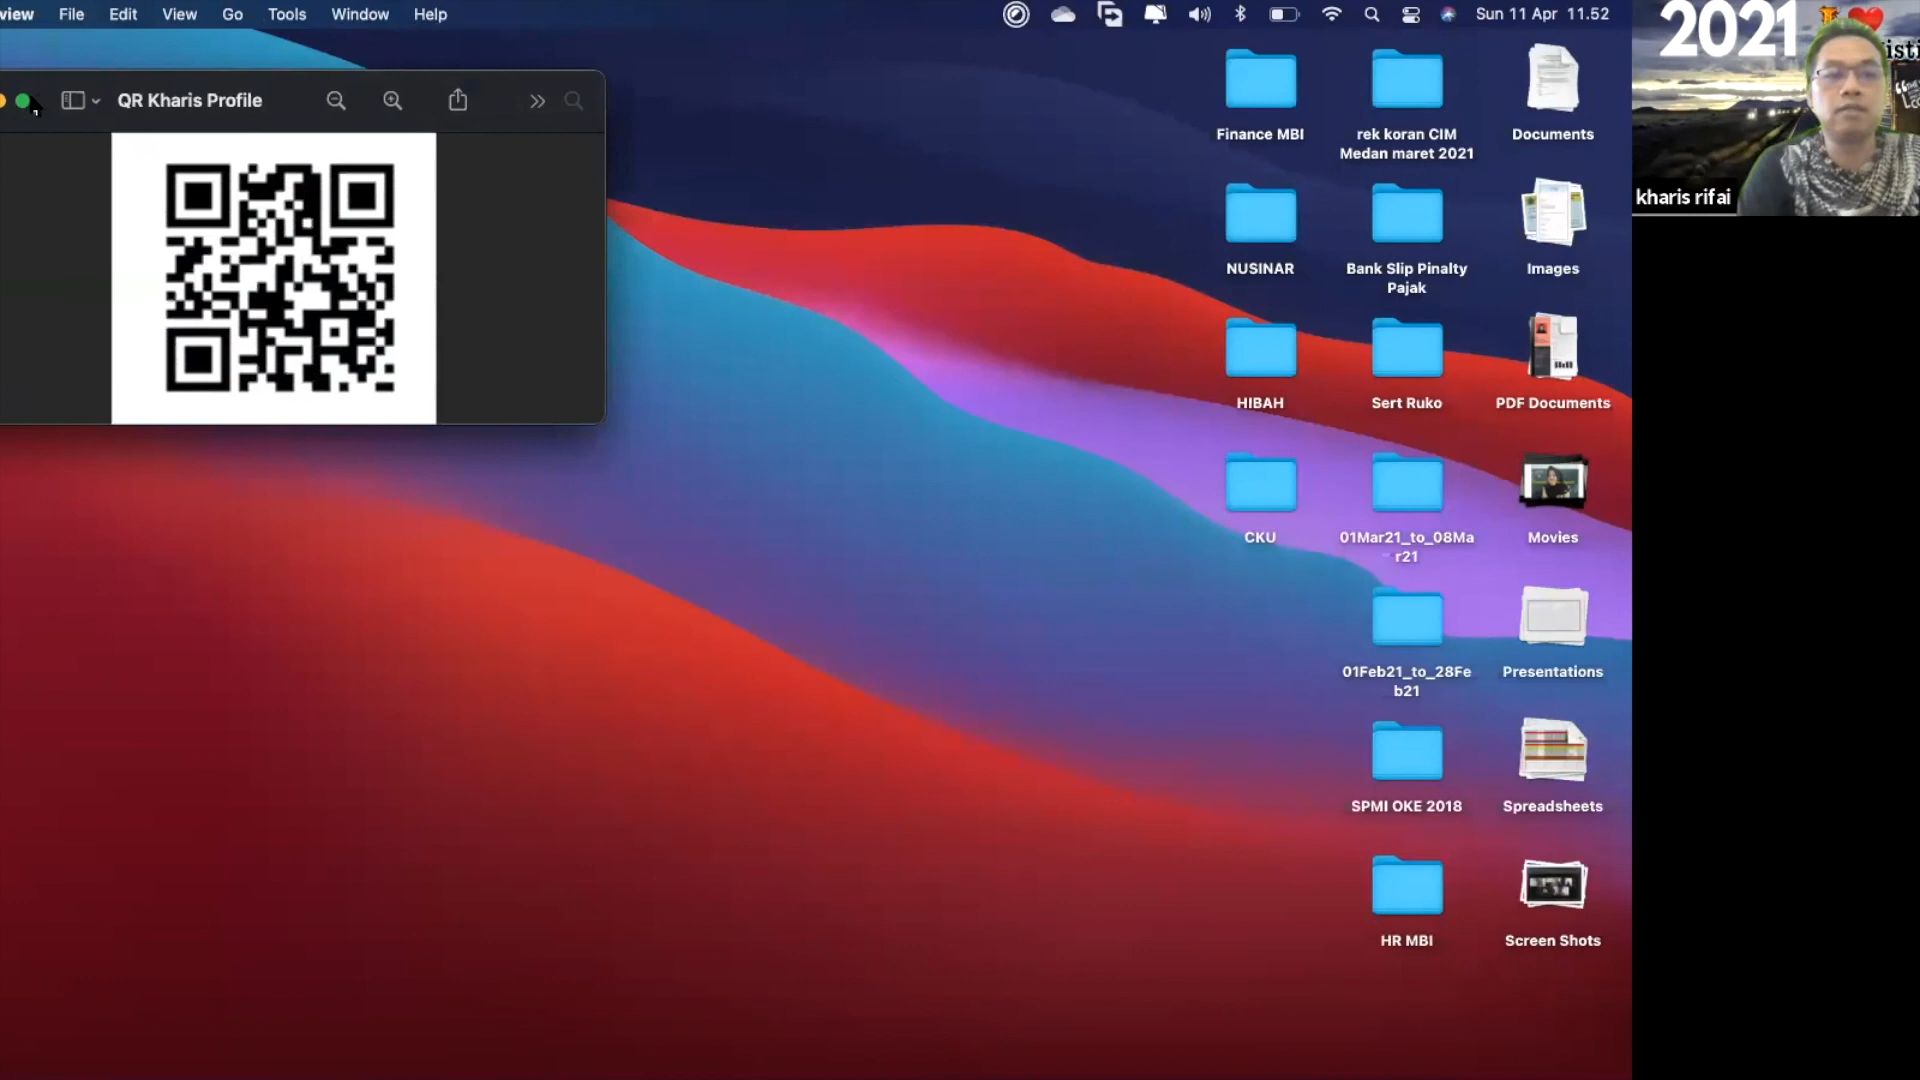 view File Edit View Go Tools Window Help
Sun 11 Apr 11.52
QR Kharis Profile
Finance MBI
rek koran CIM
Medan maret 2021
Documents
NUSINAR
Bank Slip Pinalty
Pajak
Images
HIBAH
Sert Ruko
PDF Documents
CKU
01Mar21_to_08Ma
r21
Movies
01Feb21_to_28Fe
b21
Presentations
SPMI OKE 2018
Spreadsheets
HR MBI
Screen Shots
2021
kharis rifai